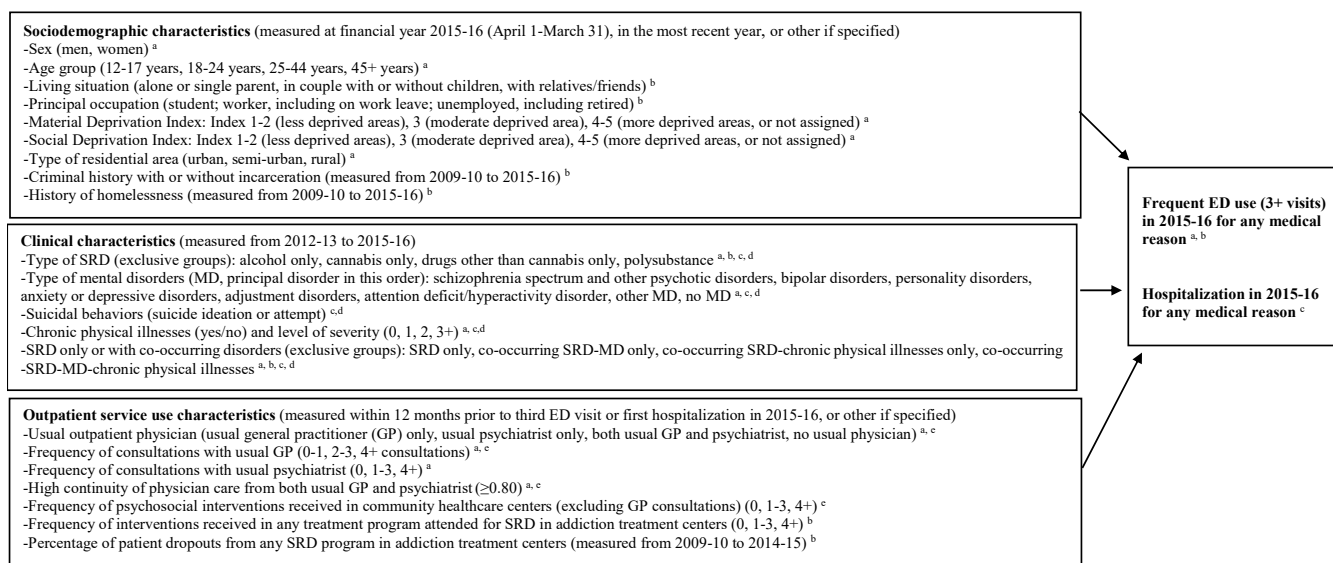 Sociodemographic characteristics (measured at financial year 2015-16 (April 1-March 31), in the most recent year, or other if specified)
-Sex (men, women) a
-Age group (12-17 years, 18-24 years, 25-44 years, 45+ years) a
-Living situation (alone or single parent, in couple with or without children, with relatives/friends) b
-Principal occupation (student; worker, including on work leave; unemployed, including retired) b
-Material Deprivation Index: Index 1-2 (less deprived areas), 3 (moderate deprived area), 4-5 (more deprived areas, or not assigned) a
-Social Deprivation Index: Index 1-2 (less deprived areas), 3 (moderate deprived area), 4-5 (more deprived areas, or not assigned) a
-Type of residential area (urban, semi-urban, rural) a
-Criminal history with or without incarceration (measured from 2009-10 to 2015-16) b
-History of homelessness (measured from 2009-10 to 2015-16) b
Clinical characteristics (measured from 2012-13 to 2015-16)
-Type of SRD (exclusive groups): alcohol only, cannabis only, drugs other than cannabis only, polysubstance a, b, c, d
-Type of mental disorders (MD, principal disorder in this order): schizophrenia spectrum and other psychotic disorders, bipolar disorders, personality disorders,
anxiety or depressive disorders, adjustment disorders, attention deficit/hyperactivity disorder, other MD, no MD a, c, d
-Suicidal behaviors (suicide ideation or attempt) c,d
-Chronic physical illnesses (yes/no) and level of severity (0, 1, 2, 3+) a, c,d
-SRD only or with co-occurring disorders (exclusive groups): SRD only, co-occurring SRD-MD only, co-occurring SRD-chronic physical illnesses only, co-occurring
-SRD-MD-chronic physical illnesses a, b, c, d
Outpatient service use characteristics (measured within 12 months prior to third ED visit or first hospitalization in 2015-16, or other if specified)
-Usual outpatient physician (usual general practitioner (GP) only, usual psychiatrist only, both usual GP and psychiatrist, no usual physician) a, e
-Frequency of consultations with usual GP (0-1, 2-3, 4+ consultations) a, e
-Frequency of consultations with usual psychiatrist (0, 1-3, 4+) a
-High continuity of physician care from both usual GP and psychiatrist (≥0.80) a, e
-Frequency of psychosocial interventions received in community healthcare centers (excluding GP consultations) (0, 1-3, 4+) e
-Frequency of interventions received in any treatment program attended for SRD in addiction treatment centers (0, 1-3, 4+) b
-Percentage of patient dropouts from any SRD program in addiction treatment centers (measured from 2009-10 to 2014-15) b
Frequent ED use (3+ visits)
in 2015-16 for any medical
reason a, b
Hospitalization in 2015-16
for any medical reason c